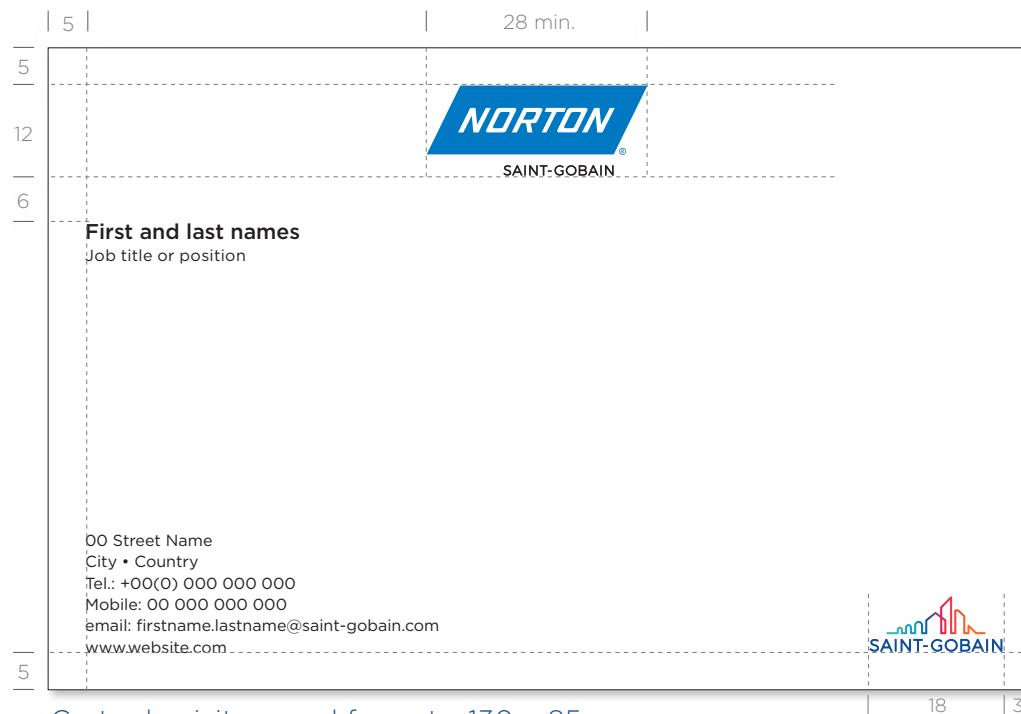 5
28 min.
5
12
6
5
NORTON
®
SAINT-GOBAIN
First and last names
Job title or position
00 Street Name
City • Country
Tel.: +00(0) 000 000 000
Mobile: 00 000 000 000
email: firstname.lastname@saint-gobain.com
www.website.com
SAINT-GOBAIN
18